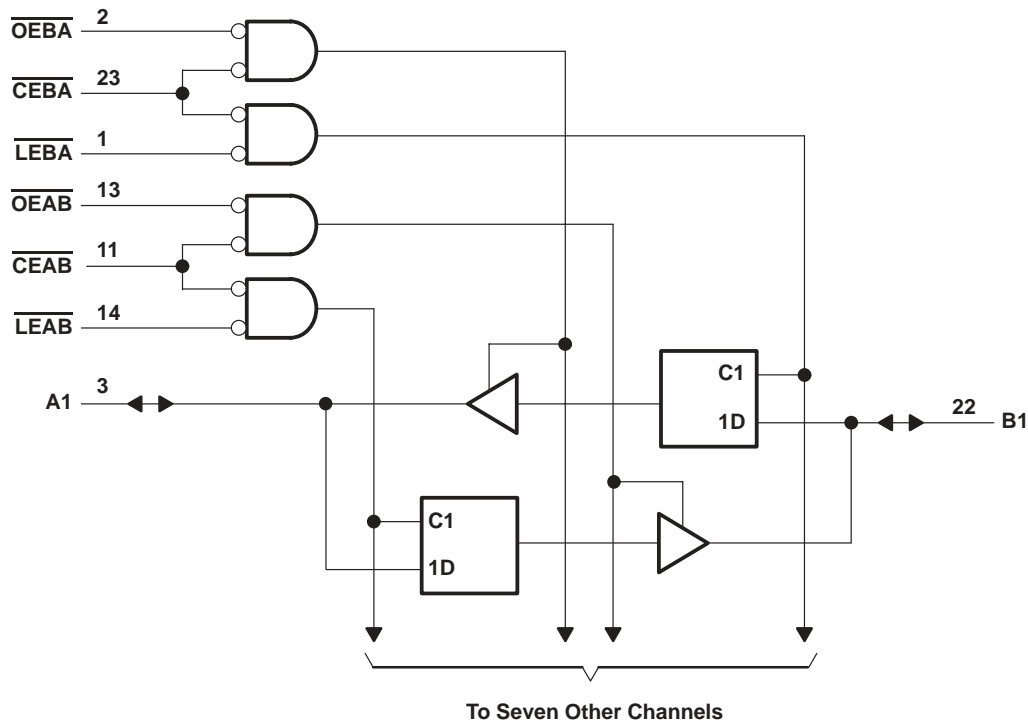 OEBA 2
CEBA 23
LEBA 1
OEAB 13
CEAB 11
LEAB 14
A1 3
C1
1D
22 B1
C1
1D
To Seven Other Channels